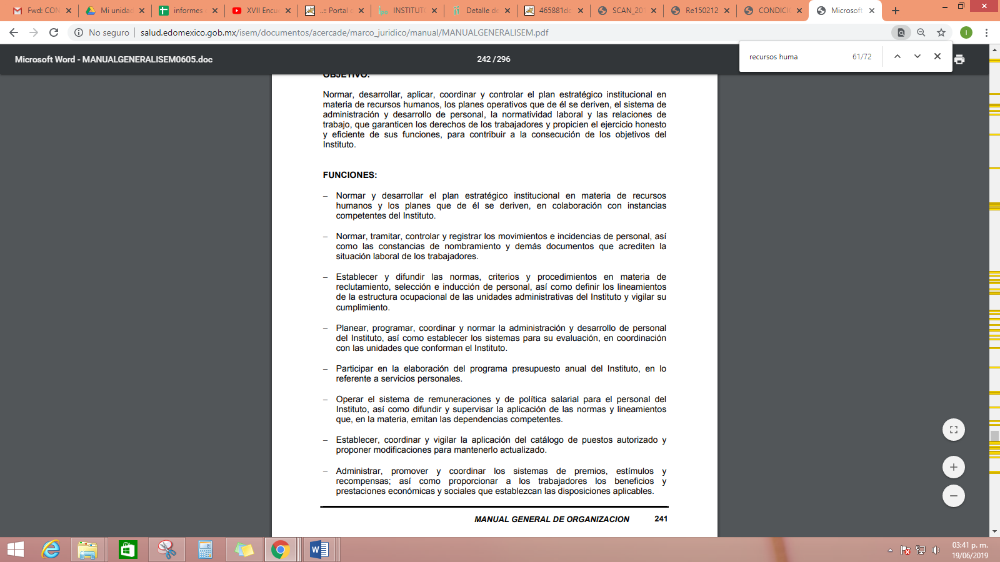 Fwd: CON
Mi unidad
informes
XVII Encu
..:: Portal
INSTITUTO
Detalle de
465881do
SCAN_201
Re150212
CONDICIO
Microsoft
No seguro
salud.edomexico.gob.mx/isem/documentos/acercade/marco_juridico/manual/MANUALGENERALISEM.pdf
I
Microsoft Word - MANUALGENERALISEM0605.doc
242 / 296
recursos huma
61/72
OBJETIVO:
Normar, desarrollar, aplicar, coordinar y controlar el plan estratégico institucional en
materia de recursos humanos, los planes operativos que de él se deriven, el sistema de
administración y desarrollo de personal, la normatividad laboral y las relaciones de
trabajo, que garanticen los derechos de los trabajadores y propicien el ejercicio honesto
y eficiente de sus funciones, para contribuir a la consecución de los objetivos del
Instituto.
FUNCIONES:
– Normar y desarrollar el plan estratégico institucional en materia de recursos
humanos y los planes que de él se deriven, en colaboración con instancias
competentes del Instituto.
– Normar, tramitar, controlar y registrar los movimientos e incidencias de personal, así
como las constancias de nombramiento y demás documentos que acrediten la
situación laboral de los trabajadores.
– Establecer y difundir las normas, criterios y procedimientos en materia de
reclutamiento, selección e inducción de personal, así como definir los lineamientos
de la estructura ocupacional de las unidades administrativas del Instituto y vigilar su
cumplimiento.
– Planear, programar, coordinar y normar la administración y desarrollo de personal
del Instituto, así como establecer los sistemas para su evaluación, en coordinación
con las unidades que conforman el Instituto.
– Participar en la elaboración del programa presupuesto anual del Instituto, en lo
referente a servicios personales.
– Operar el sistema de remuneraciones y de política salarial para el personal del
Instituto, así como difundir y supervisar la aplicación de las normas y lineamientos
que, en la materia, emitan las dependencias competentes.
– Establecer, coordinar y vigilar la aplicación del catálogo de puestos autorizado y
proponer modificaciones para mantenerlo actualizado.
– Administrar, promover y coordinar los sistemas de premios, estímulos y
recompensas; así como proporcionar a los trabajadores los beneficios y
prestaciones económicas y sociales que establezcan las disposiciones aplicables.
MANUAL GENERAL DE ORGANIZACION 241
03:41 p. m.
19/06/2019